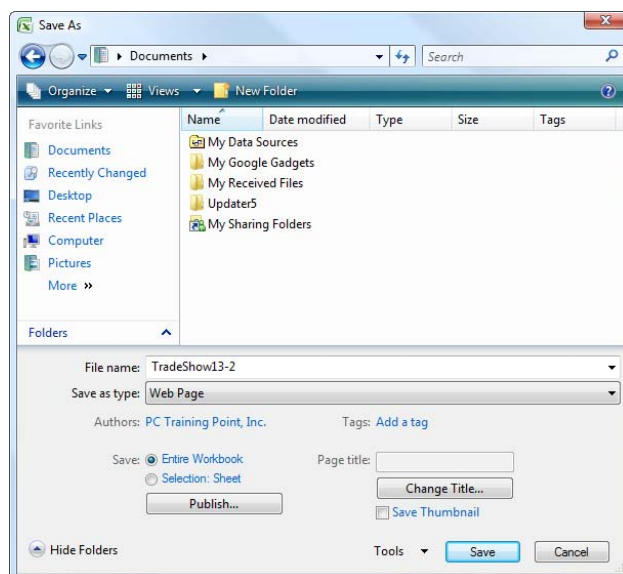 Save As
Documents
Search
Organize Views New Folder
Favorite Links
Documents
Recently Changed
Desktop
Recent Places
Computer
Pictures
More »
Folders
Name Date modified Type Size Tags
My Data Sources
My Google Gadgets
My Received Files
Updater5
My Sharing Folders
File name: TradeShow13-2
Save as type: Web Page
Authors: PC Training Point, Inc. Tags: Add a tag
Save: Entire Workbook Page title:
Selection: Sheet Change Title...
Publish... Save Thumbnail
Hide Folders Tools Save Cancel